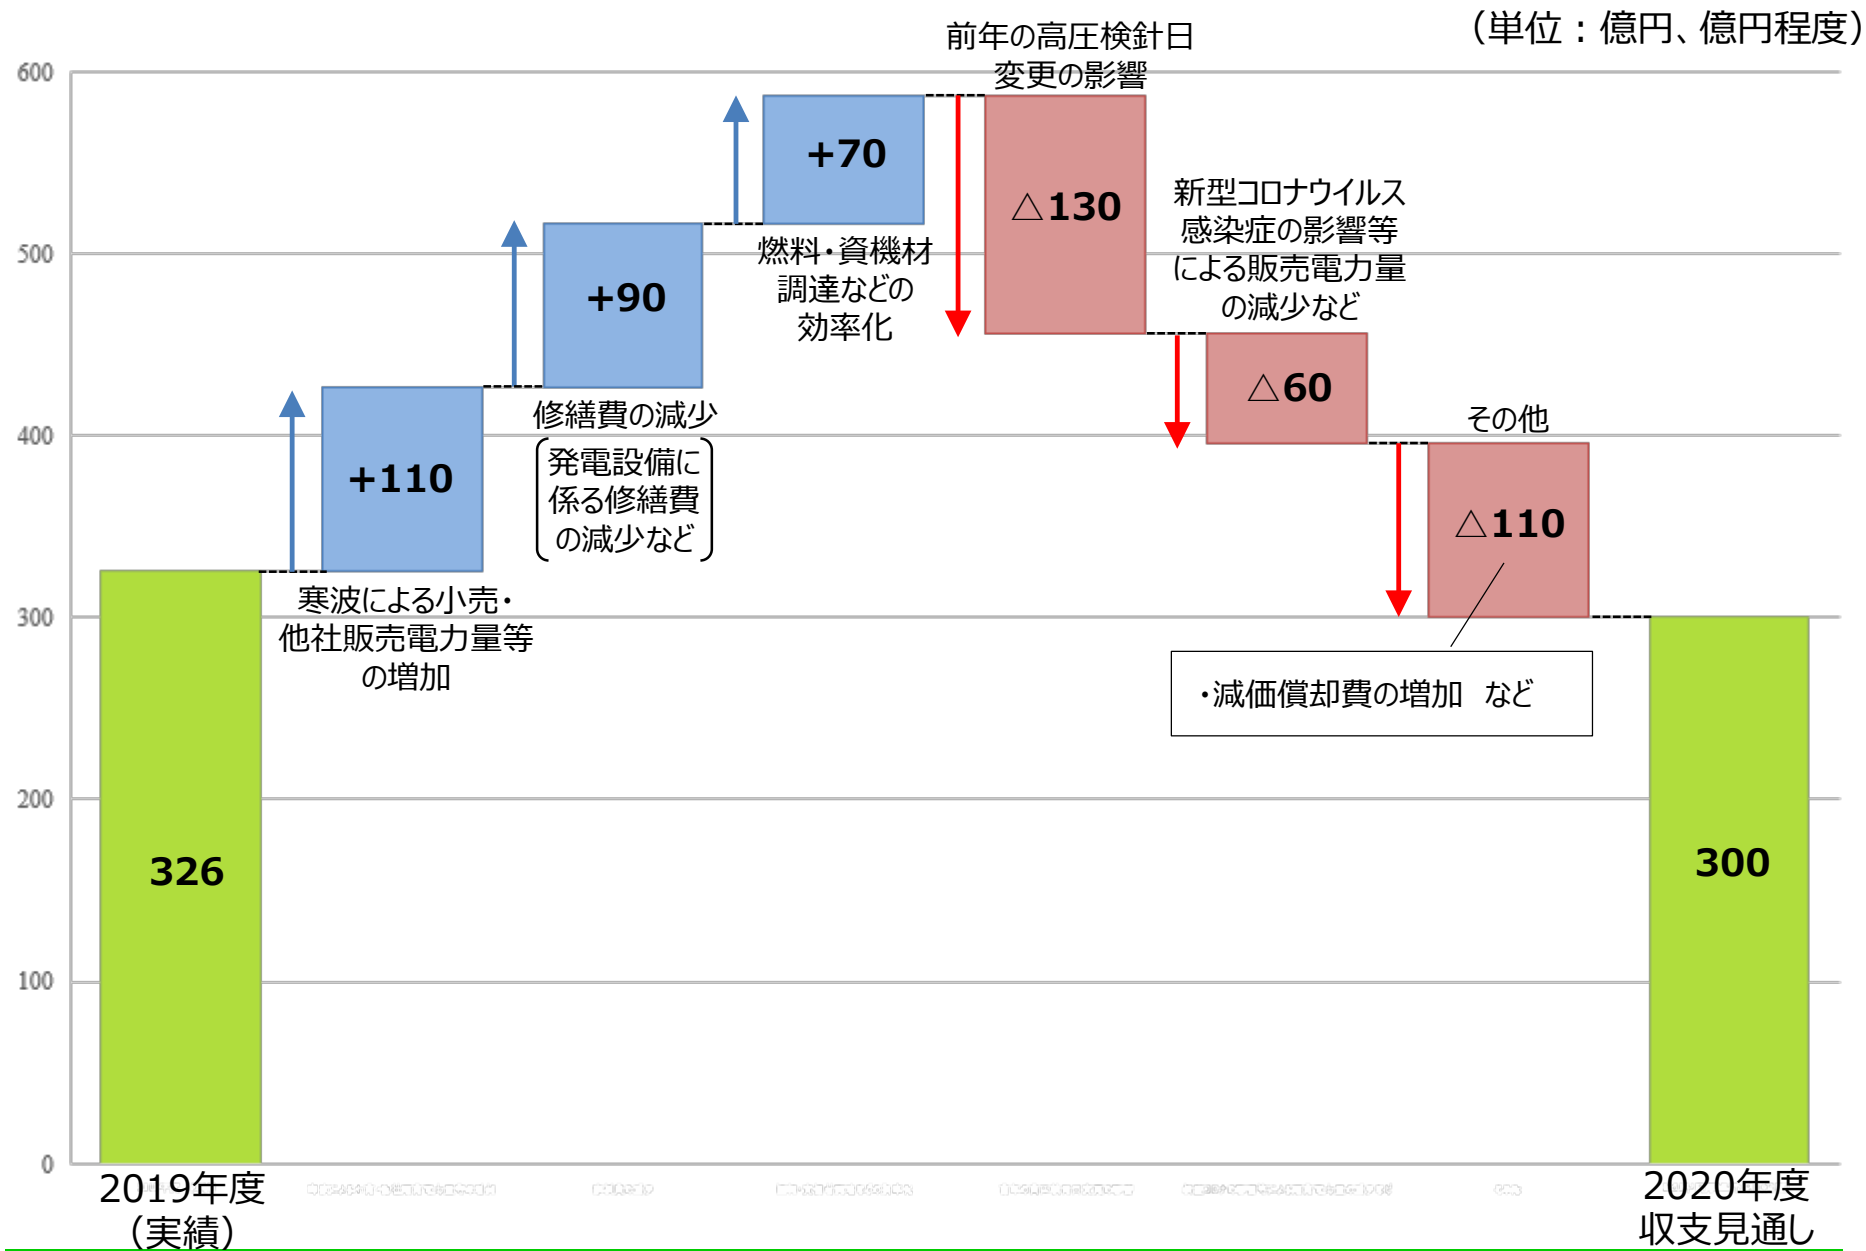 （単位：億円、億円程度）
600
500
400
300
200
100
0
326
2019年度
（実績）
+110
寒波による小売・
他社販売電力量等
の増加
+90
修繕費の減少
発電設備に
係る修繕費
の減少など
+70
燃料・資機材
調達などの
効率化
前年の高圧検針日
変更の影響
△130
新型コロナウイルス
感染症の影響等
による販売電力量
の減少など
△60
その他
△110
・減価償却費の増加　など
300
2020年度
収支見通し